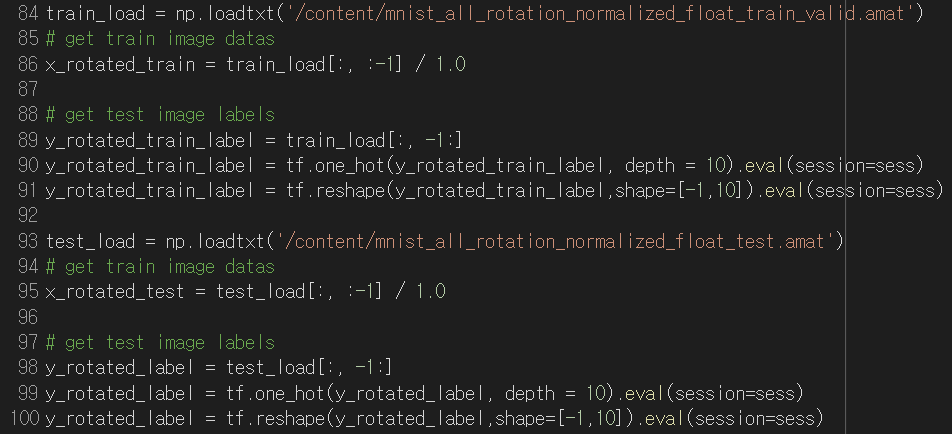 84 train_load = np.loadtxt('/content/mnist_all_rotation_normalized_float_train_valid.amat')
85 # get train image datas
86 x_rotated_train = train_load[:, :-1] / 1.0
87
88 # get test image labels
89 y_rotated_train_label = train_load[:, -1:]
90 y_rotated_train_label = tf.one_hot(y_rotated_train_label, depth = 10).eval(session=sess)
91 y_rotated_train_label = tf.reshape(y_rotated_train_label,shape=[-1,10]).eval(session=sess)
92
93 test_load = np.loadtxt('/content/mnist_all_rotation_normalized_float_test.amat')
94 # get train image datas
95 x_rotated_test = test_load[:, :-1] / 1.0
96
97 # get test image labels
98 y_rotated_label = test_load[:, -1:]
99 y_rotated_label = tf.one_hot(y_rotated_label, depth = 10).eval(session=sess)
100 y_rotated_label = tf.reshape(y_rotated_label,shape=[-1,10]).eval(session=sess)